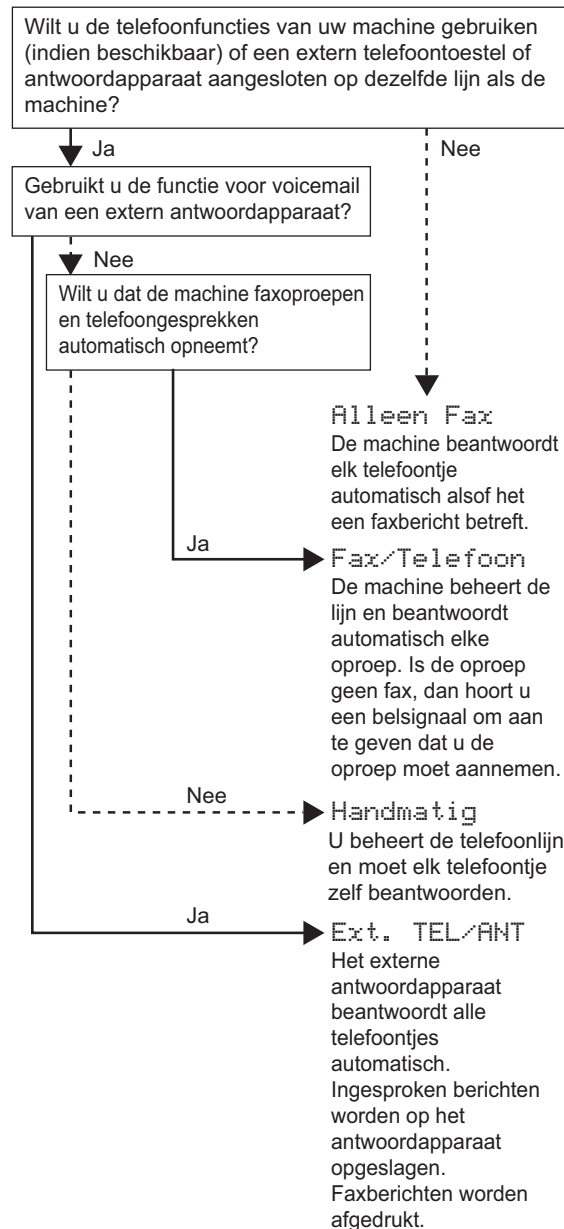 Wilt u de telefoonfuncties van uw machine gebruiken
(indien beschikbaar) of een extern telefoontoestel of
antwoordapparaat aangesloten op dezelfde lijn als de
machine?
Ja
Nee
Gebruikt u de functie voor voicemail
van een extern antwoordapparaat?
Nee
Wilt u dat de machine faxoproepen
en telefoongesprekken
automatisch opneemt?
Alleen Fax
De machine beantwoordt
elk telefoontje
automatisch alsof het
een faxbericht betreft.
Ja
Fax/Telefoon
De machine beheert de
lijn en beantwoordt
automatisch elke
oproep. Is de oproep
geen fax, dan hoort u
een belsignaal om aan
te geven dat u de
oproep moet aannemen.
Nee
Handmatig
U beheert de telefoonlijn
en moet elk telefoontje
zelf beantwoorden.
Ja
Ext. TEL/ANT
Het externe
antwoordapparaat
beantwoordt alle
telefoontjes
automatisch.
Ingesproken berichten
worden op het
antwoordapparaat
opgeslagen.
Faxberichten worden
afgedrukt.